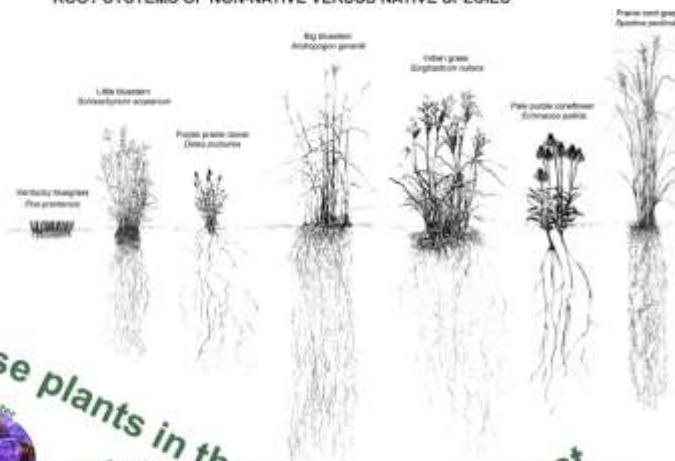 ROOT SYSTEMS OF NON-NATIVE VERSUS NATIVE SPECIES
Prairie cord
Big bluestem
Andropogon gerardii
Indian grass
Sorghastrum nutans
Little bluestem
Schizachyrium scoparium
Pale purple coneflower
Echinacea pallida
Purple prairie clover
Dalea purpurea
Kentucky bluegrass
Poa pratensis
se plants in th